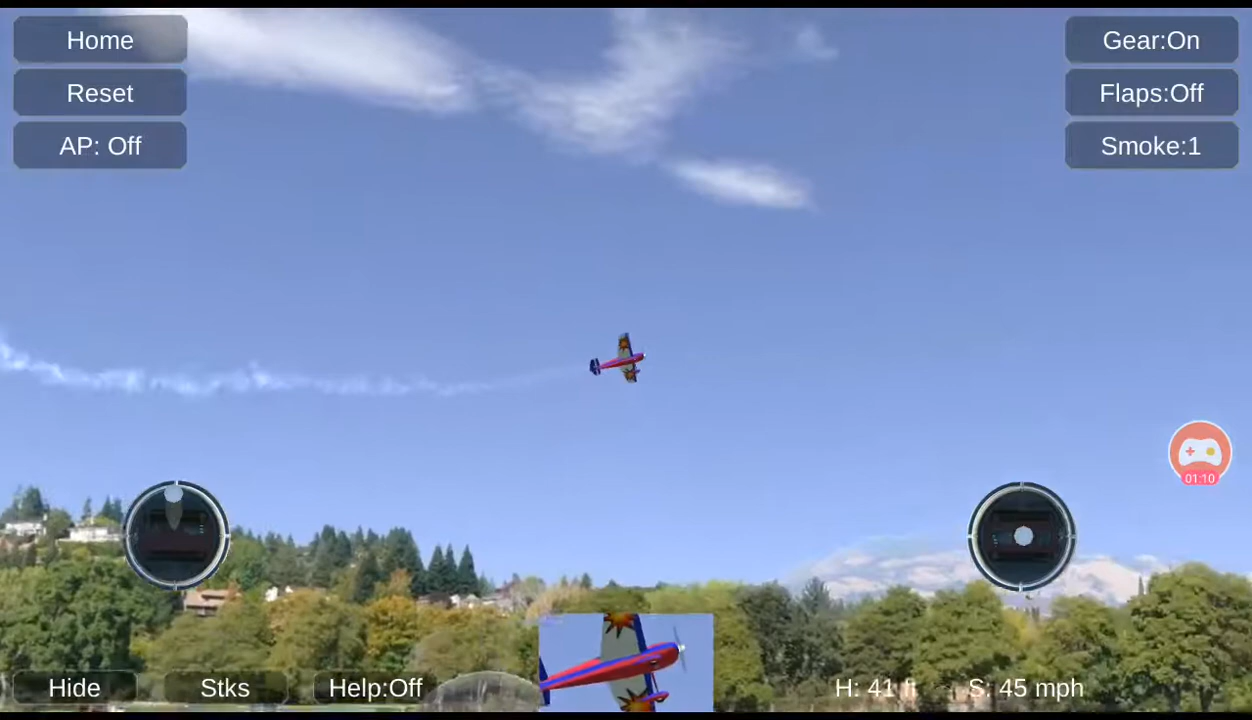 Home
Reset
AP: Off
Gear:On
Flaps:Off
Smoke:1
01:10
Hide
Stks
Help:Off
H: 41 ft
S: 45 mph